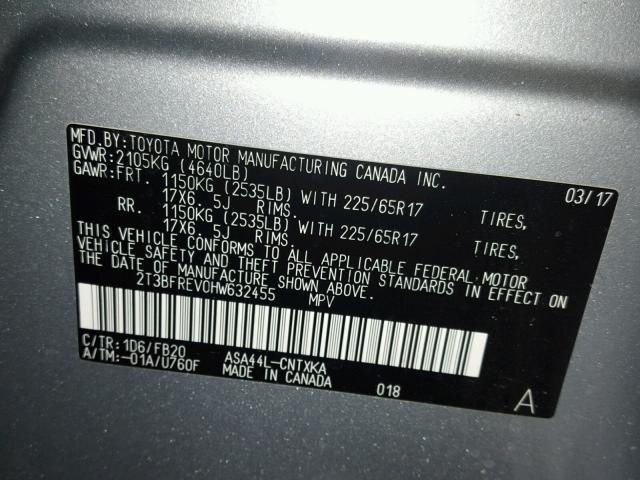 MFD.BY:TOYOTA MOTOR MANUFACTURING CANADA INC. 03/17
GVWR:2105KG (4640LB)
GAWR:FRT. 1150KG (2535LB) WITH 225/65R17 TIRES,
17X6. 5J RIMS.
RR. 1150KG (2535LB) WITH 225/65R17 TIRES,
17X6. 5J RIMS.
THIS VEHICLE CONFORMS TO ALL APPLICABLE FEDERAL MOTOR
VEHICLE SAFETY AND THEFT PREVENTION STANDARDS IN EFFECT ON
THE DATE OF MANUFACTURE SHOWN ABOVE.
2T3BFREV0HW632455 MPV
C/TR:1D6/FB20 ASA44L-CNTXKA
A/TM:-01A/U760F MADE IN CANADA 018 A